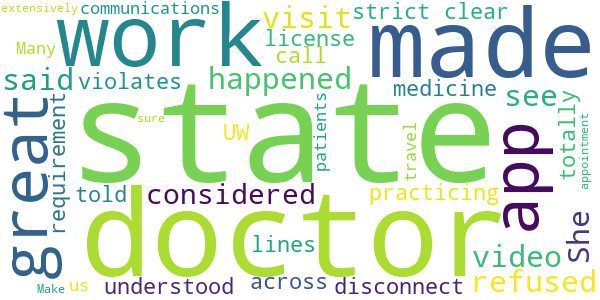 extensively communications strict clear
Many work visit license made
call
said violates happened medicine see
great requirement state patients app totally
sure UW travel appointment
told considered practicing She
doctor
lines video
Make us understood across disconnect refused